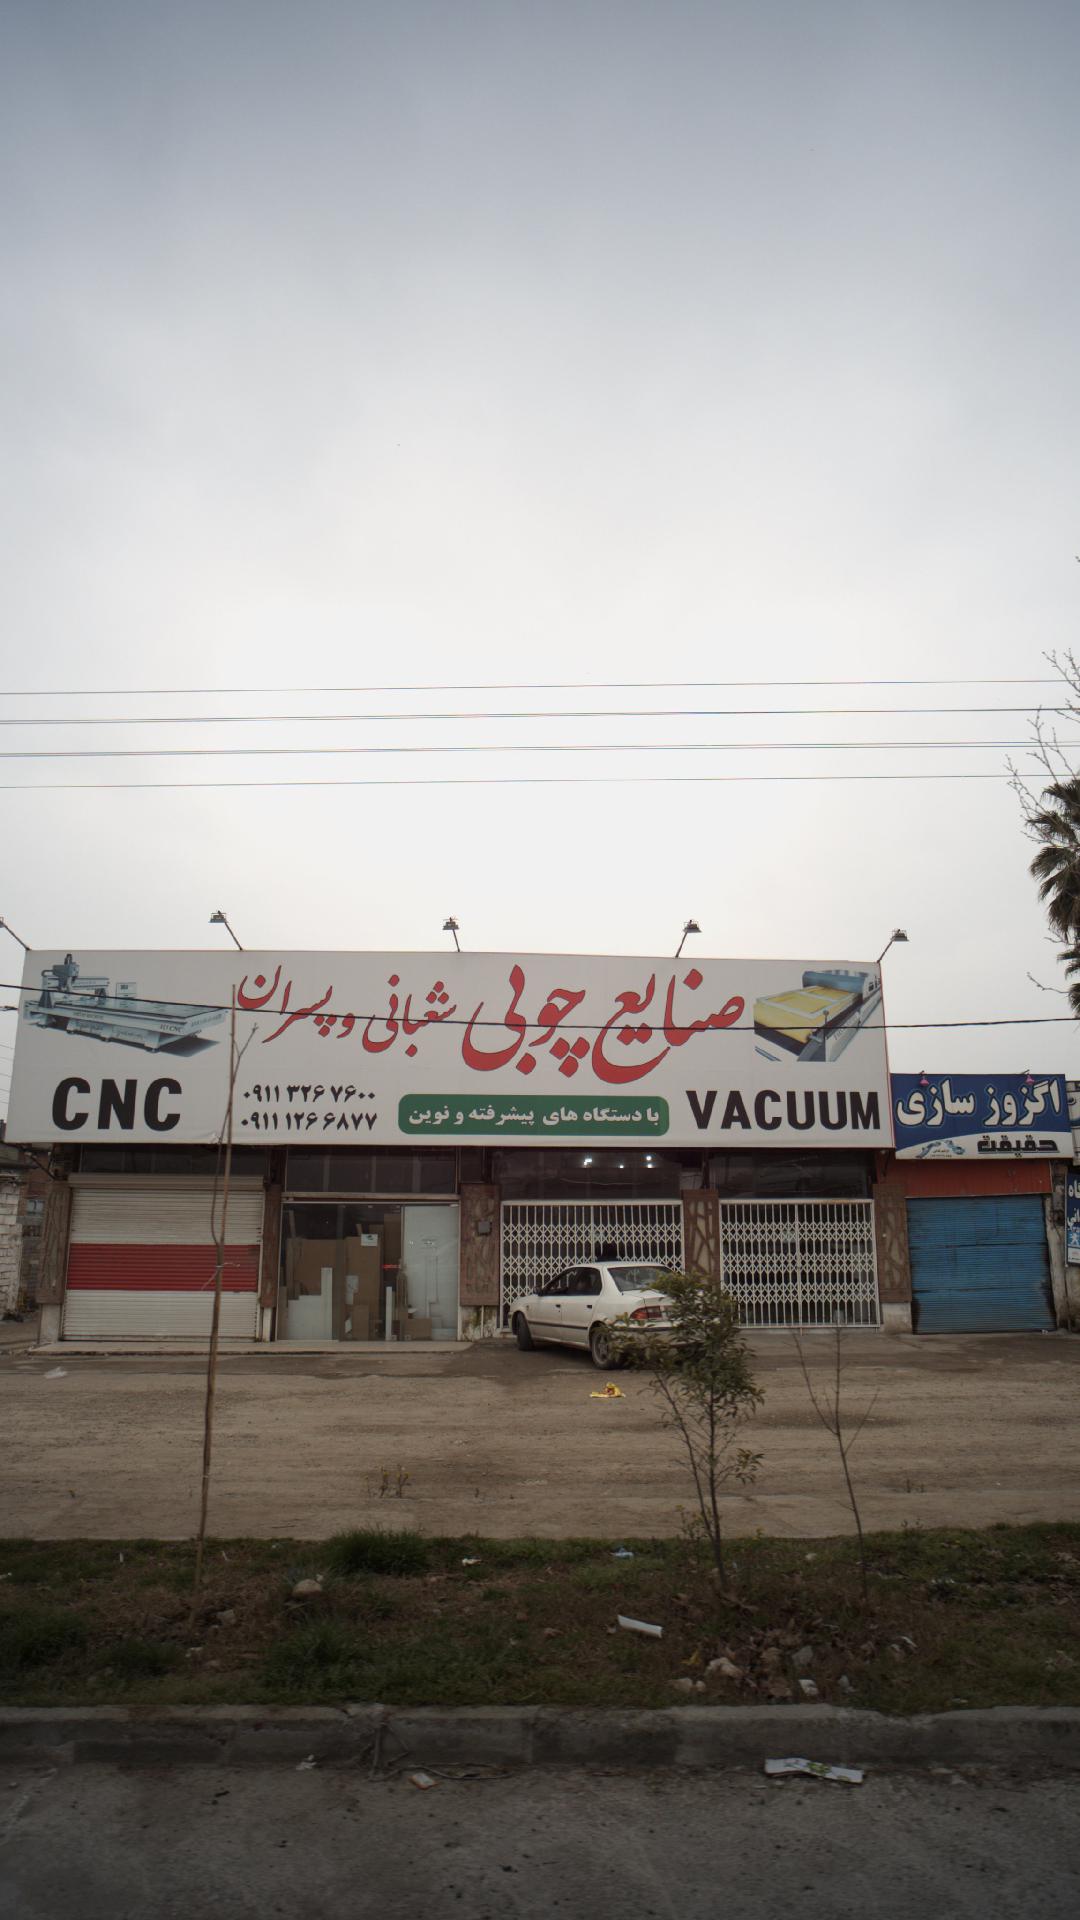 صنایع چوبی شعبانی و پسران
CNC
۰۹۱۱ ۳۲۶ ۷۶۰۰
۰۹۱۱ ۱۲۶ ۶۸۷۷
با دستگاه های پیشرفته و نوین
VACUUM
اگزوز سازی
حقیقت